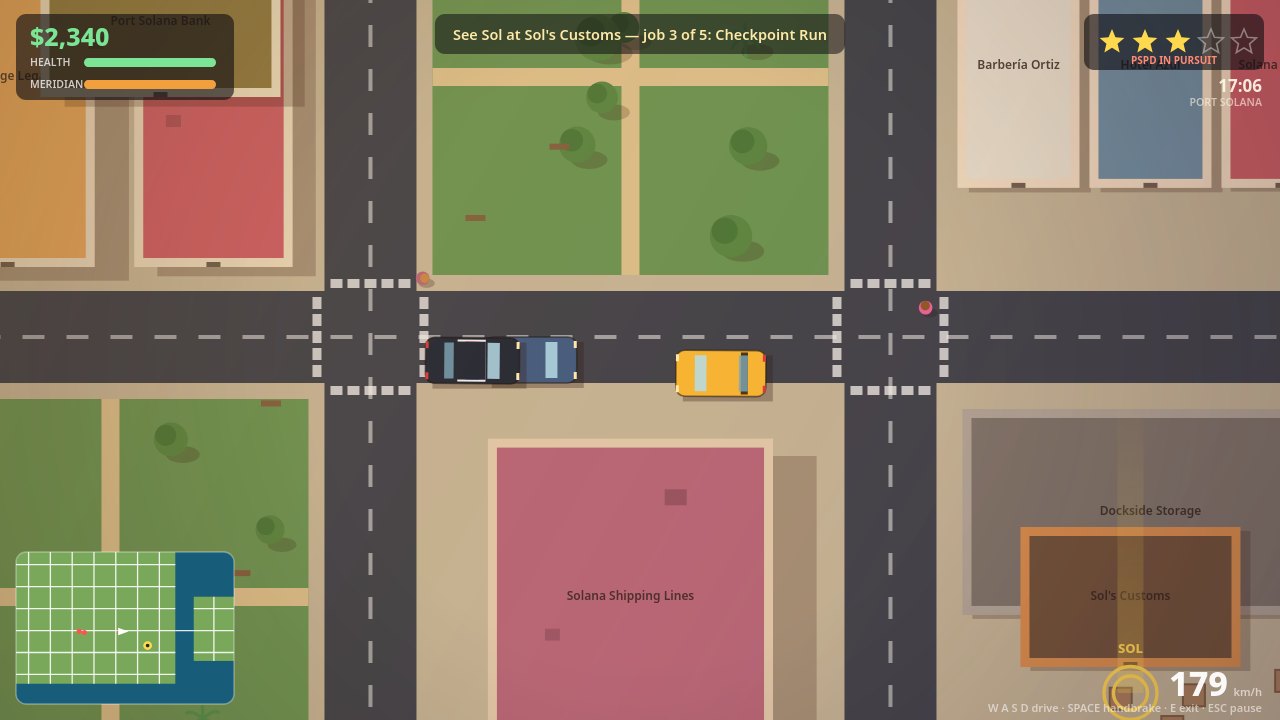 Port Solana Bank
$2,340
HEALTH
MERIDIAN
See Sol at Sol's Customs — job 3 of 5: Checkpoint Run
Barbería Ortiz
Hotel Azul
Solana
PSPD IN PURSUIT
17:06
PORT SOLANA
Dockside Storage
Solana Shipping Lines
Sol's Customs
SOL
179 km/h
W A S D drive · SPACE handbrake · E exit · ESC pause